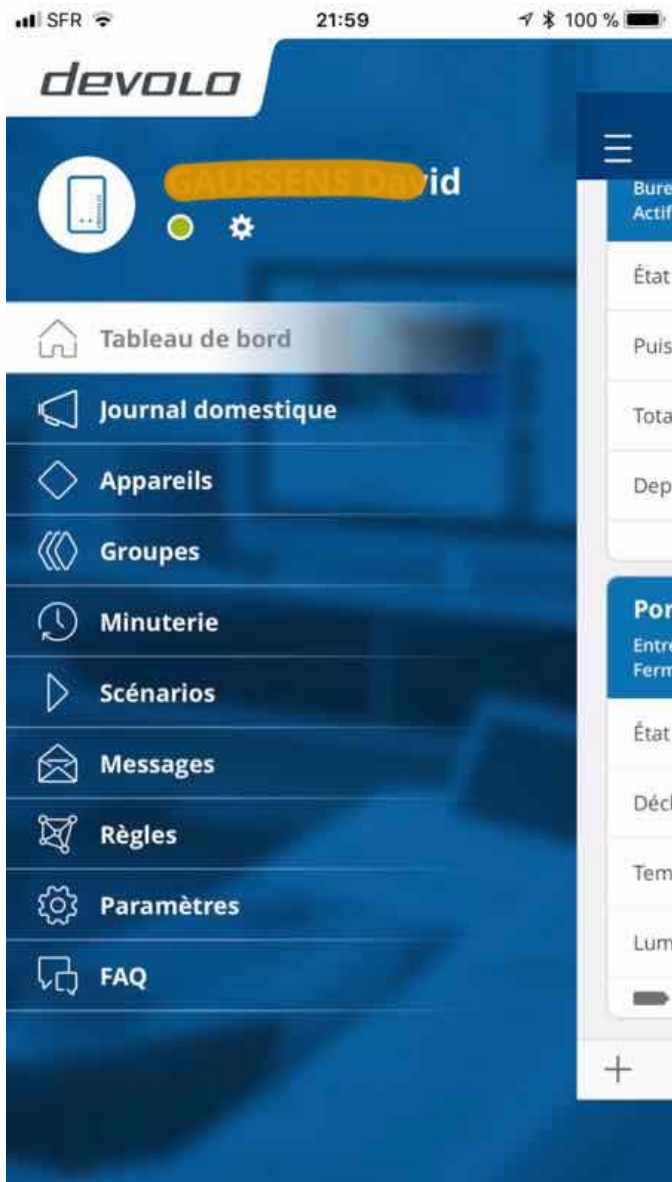 SFR 21:59 100 %
devolo
id
Tableau de bord
Journal domestique
Appareils
Groupes
Minuterie
Scénarios
Messages
Règles
Paramètres
FAQ
Bure
Actif
État
Puis
Tota
Dep
Por
Entre
Ferm
État
Décl
Tem
Lum